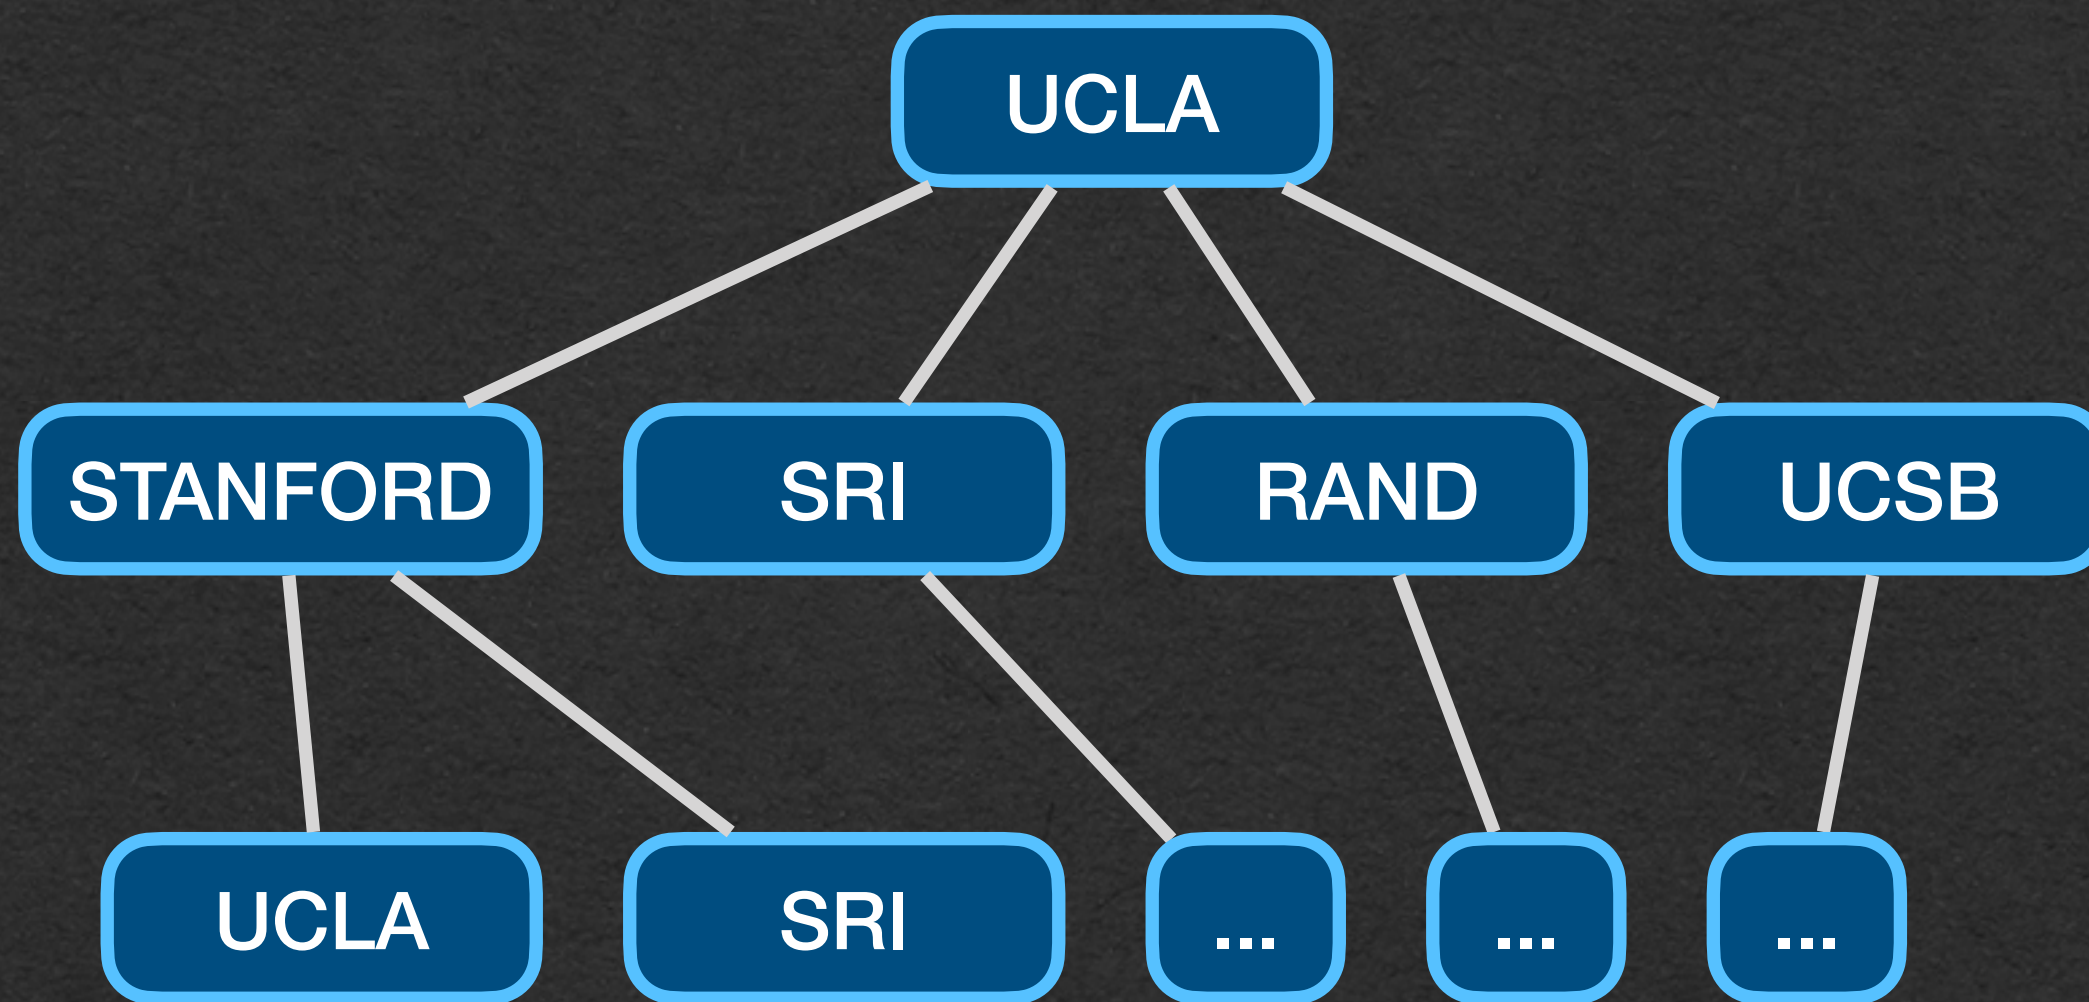 UCLA
STANFORD
SRI
RAND
UCSB
UCLA
SRI
...
...
...